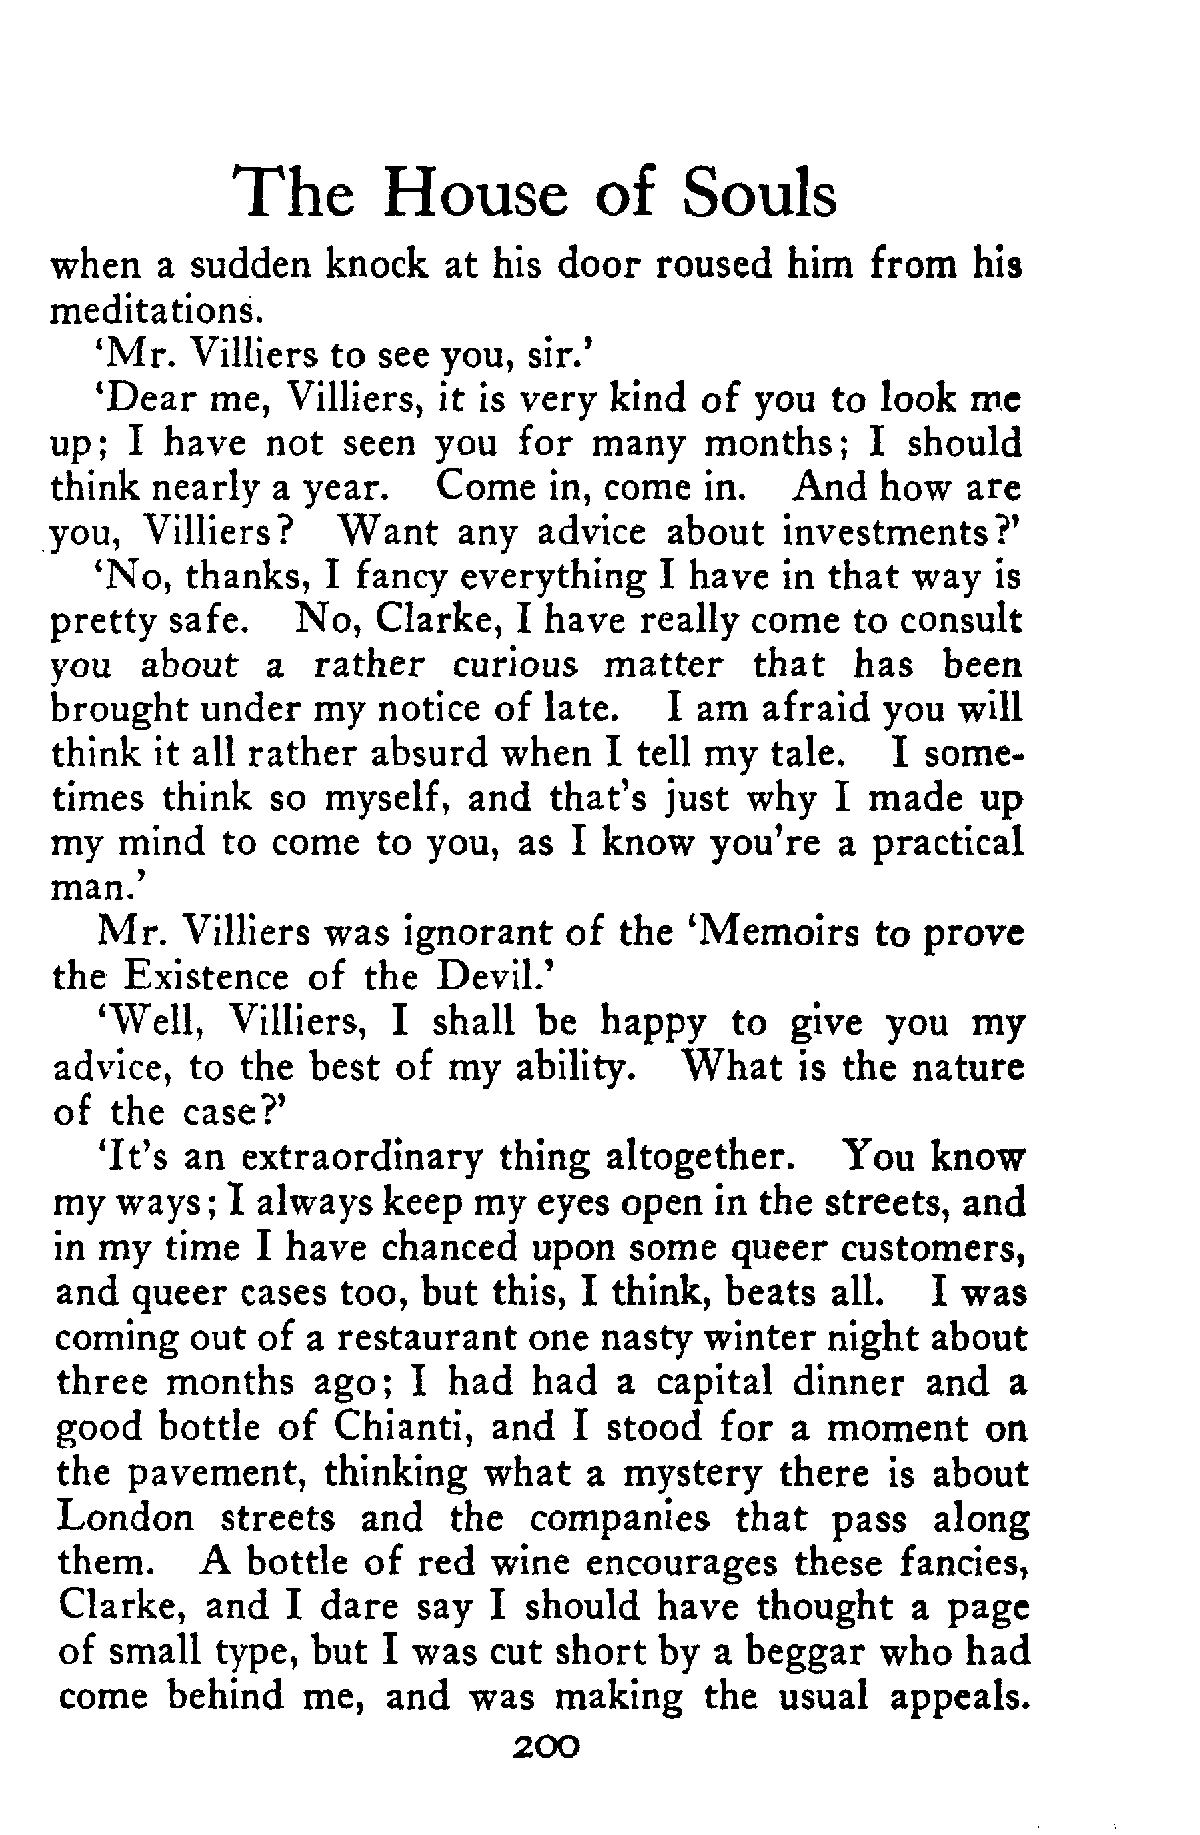 The House of Souls
when a sudden knock at his door roused him from his
meditations.
‘Mr. Villiers to see you, sir.’
‘Dear me, Villiers, it is very kind of you to look me
up; I have not seen you for many months; I should
think nearly a year. Come in, come in. And how are
you, Villiers? Want any advice about investments?’
‘No, thanks, I fancy everything I have in that way is
pretty safe. No, Clarke, I have really come to consult
you about a rather curious matter that has been
brought under my notice of late. I am afraid you will
think it all rather absurd when I tell my tale. I some-
times think so myself, and that’s just why I made up
my mind to come to you, as I know you’re a practical
man.’
Mr. Villiers was ignorant of the ‘Memoirs to prove
the Existence of the Devil.’
‘Well, Villiers, I shall be happy to give you my
advice, to the best of my ability. What is the nature
of the case?’
‘It’s an extraordinary thing altogether. You know
my ways; I always keep my eyes open in the streets, and
in my time I have chanced upon some queer customers,
and queer cases too, but this, I think, beats all. I was
coming out of a restaurant one nasty winter night about
three months ago; I had had a capital dinner and a
good bottle of Chianti, and I stood for a moment on
the pavement, thinking what a mystery there is about
London streets and the companies that pass along
them. A bottle of red wine encourages these fancies,
Clarke, and I dare say I should have thought a page
of small type, but I was cut short by a beggar who had
come behind me, and was making the usual appeals.
200